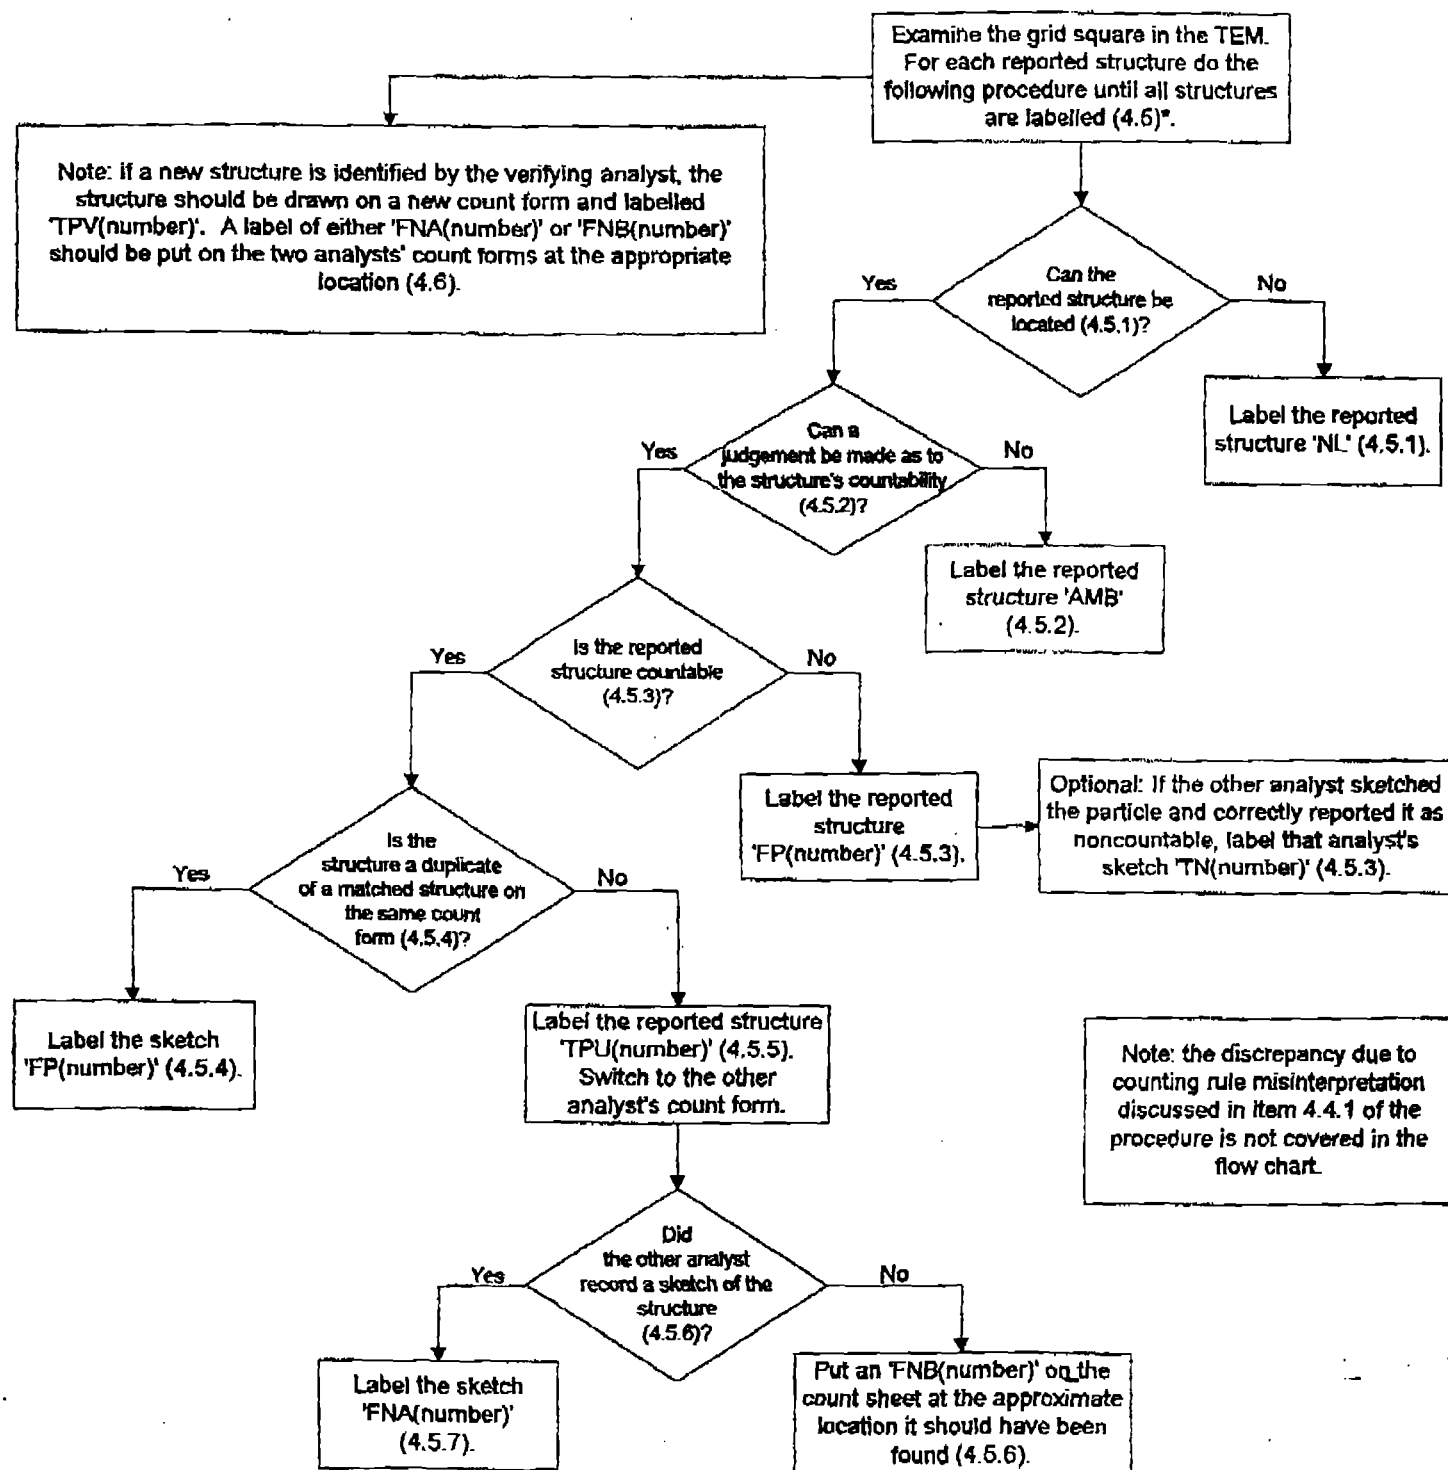 Examine the grid square in the TEM.
For each reported structure do the
following procedure until all structures
are labelled (4.6)*.
Note: if a new structure is identified by the verifying analyst, the
structure should be drawn on a new count form and labelled
'TPV(number)'. A label of either 'FNA(number)' or 'FNB(number)'
should be put on the two analysts' count forms at the appropriate
location (4.6).
Can the
reported structure be
located (4.5.1)?
Yes
No
Label the reported
structure 'NL' (4.5.1).
Can a
judgement be made as to
the structure's countability
(4.5.2)?
Yes
No
Label the reported
structure 'AMB'
(4.5.2).
Is the reported
structure countable
(4.5.3)?
Yes
No
Label the reported
structure
'FP(number)' (4.5.3).
Optional: If the other analyst sketched
the particle and correctly reported it as
noncountable, label that analyst's
sketch 'TN(number)' (4.5.3).
Is the
structure a duplicate
of a matched structure on
the same count
form (4.5.4)?
Yes
No
Label the sketch
'FP(number)' (4.5.4).
Label the reported structure
'TPU(number)' (4.5.5).
Switch to the other
analyst's count form.
Note: the discrepancy due to
counting rule misinterpretation
discussed in item 4.4.1 of the
procedure is not covered in the
flow chart.
Did
the other analyst
record a sketch of the
structure
(4.5.6)?
Yes
No
Label the sketch
'FNA(number)'
(4.5.7).
Put an 'FNB(number)' on the
count sheet at the approximate
location it should have been
found (4.5.6).